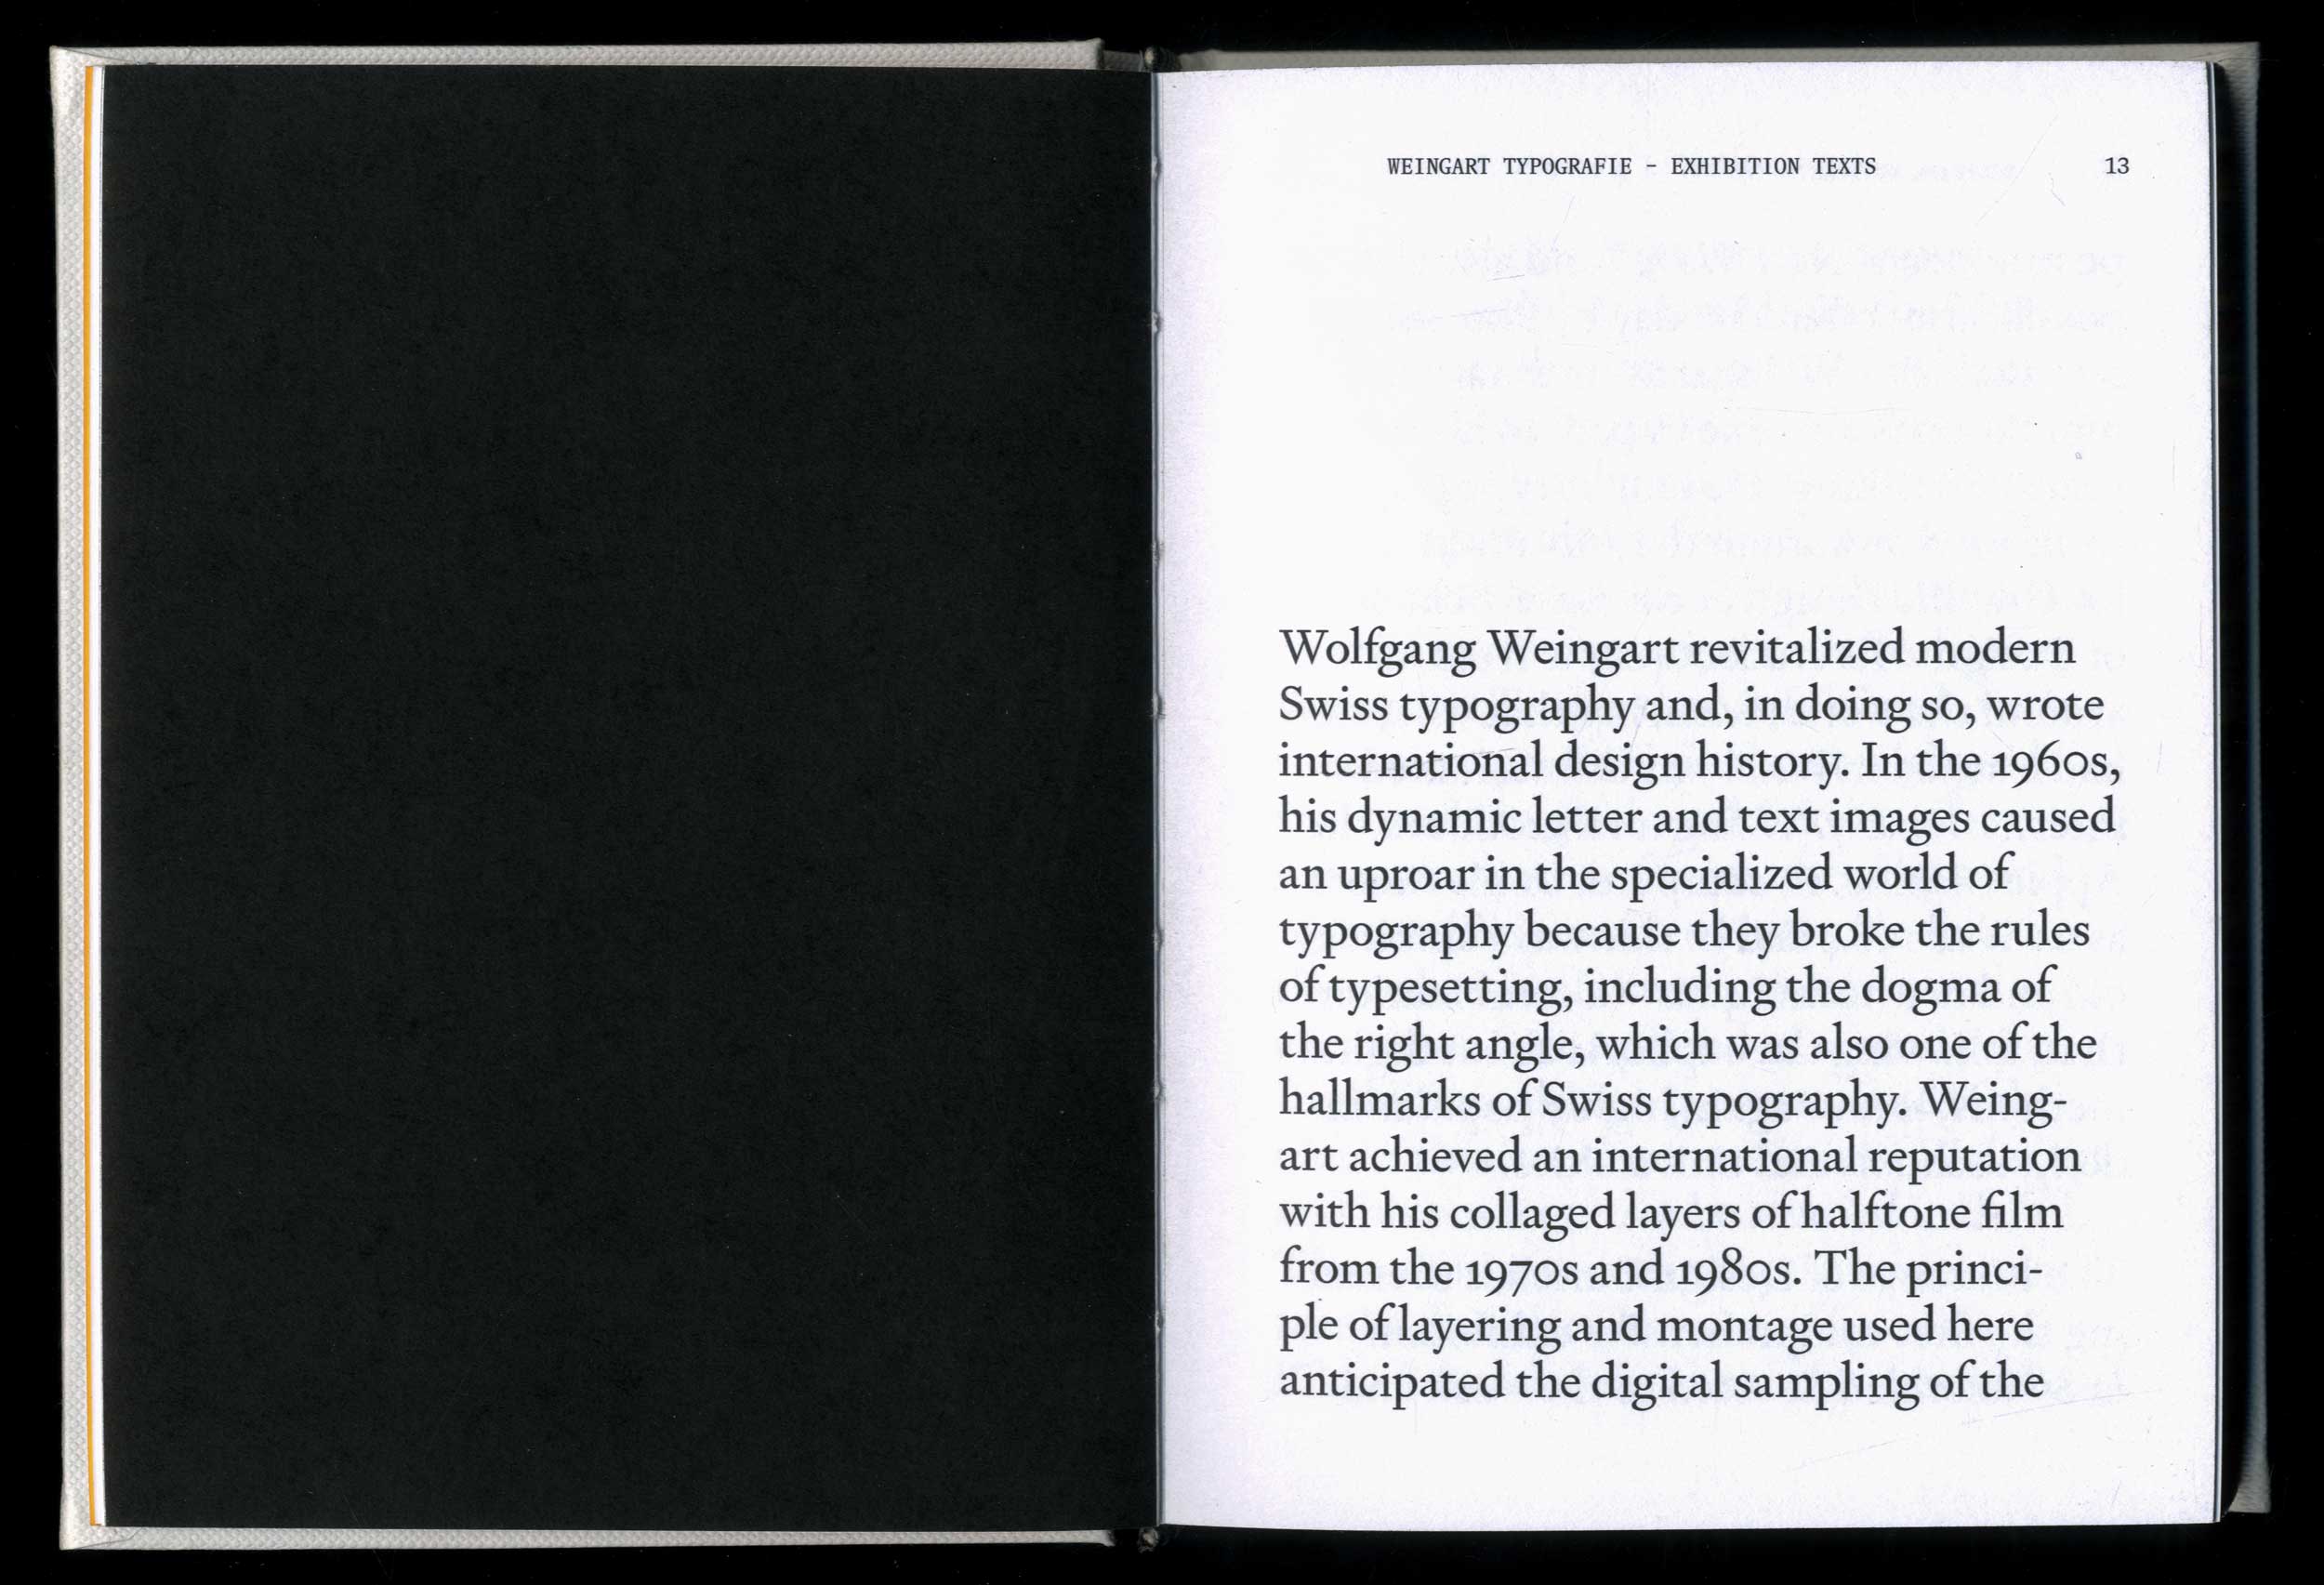 WEINGART TYPOGRAFIE – EXHIBITION TEXTS 13
Wolfgang Weingart revitalized modern
Swiss typography and, in doing so, wrote
international design history. In the 1960s,
his dynamic letter and text images caused
an uproar in the specialized world of
typography because they broke the rules
of typesetting, including the dogma of
the right angle, which was also one of the
hallmarks of Swiss typography. Weing-
art achieved an international reputation
with his collaged layers of halftone film
from the 1970s and 1980s. The princi-
ple of layering and montage used here
anticipated the digital sampling of the